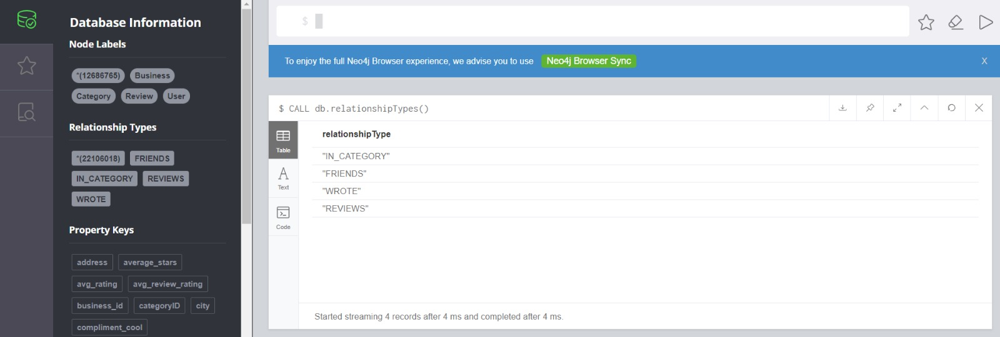 Database Information
Node Labels
*(12686765) Business
Category Review User
Relationship Types
*(22106018) FRIENDS
IN_CATEGORY REVIEWS
WROTE
Property Keys
address average_stars
avg_rating avg_review_rating
business_id categoryID city
compliment_cool
$
To enjoy the full Neo4j Browser experience, we advise you to use Neo4j Browser Sync X
$ CALL db.relationshipTypes()
Table
Text
Code
relationshipType
"IN_CATEGORY"
"FRIENDS"
"WROTE"
"REVIEWS"
Started streaming 4 records after 4 ms and completed after 4 ms.